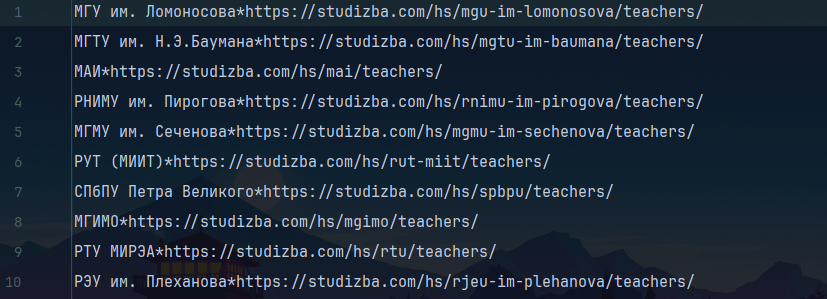 1 МГУ им. Ломоносова*https://studizba.com/hs/mgu-im-lomonosova/teachers/
2 МГТУ им. Н.Э.Баумана*https://studizba.com/hs/mgtu-im-baumana/teachers/
3 МАИ*https://studizba.com/hs/mai/teachers/
4 РНИМУ им. Пирогова*https://studizba.com/hs/rnimu-im-pirogova/teachers/
5 МГМУ им. Сеченова*https://studizba.com/hs/mgmu-im-sechenova/teachers/
6 РУТ (МИИТ)*https://studizba.com/hs/rut-miit/teachers/
7 СПбПУ Петра Великого*https://studizba.com/hs/spbpu/teachers/
8 МГИМО*https://studizba.com/hs/mgimo/teachers/
9 РТУ МИРЭА*https://studizba.com/hs/rtu/teachers/
10 РЭУ им. Плеханова*https://studizba.com/hs/rjeu-im-plehanova/teachers/